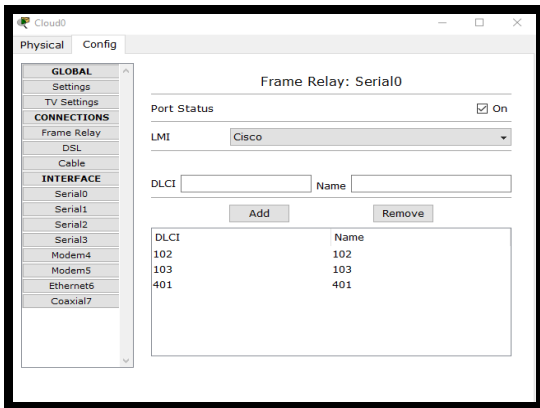 Cloud0
Physical Config
GLOBAL
Settings
TV Settings
CONNECTIONS
Frame Relay
DSL
Cable
INTERFACE
Serial0
Serial1
Serial2
Serial3
Modem4
Modem5
Ethernet6
Coaxial7
Frame Relay: Serial0
Port Status On
LMI Cisco
DLCI Name
Add Remove
DLCI Name
102 102
103 103
401 401